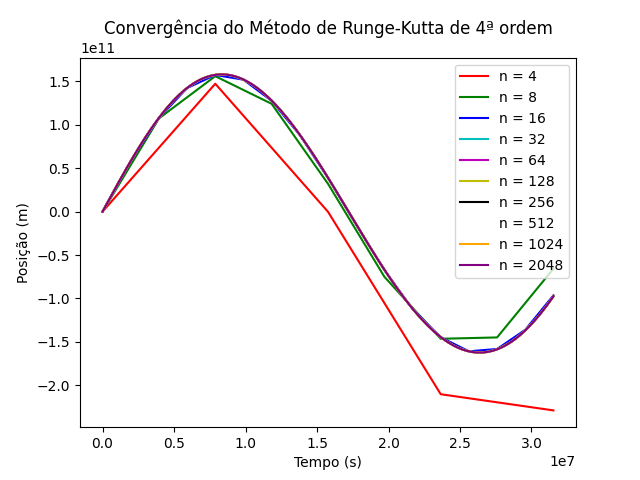 Convergência do Método de Runge-Kutta de 4ª ordem
1e11
1.5
1.0
0.5
0.0
−0.5
−1.0
−1.5
−2.0
Posição (m)
n = 4
n = 8
n = 16
n = 32
n = 64
n = 128
n = 256
n = 512
n = 1024
n = 2048
0.0 0.5 1.0 1.5 2.0 2.5 3.0
Tempo (s)
1e7